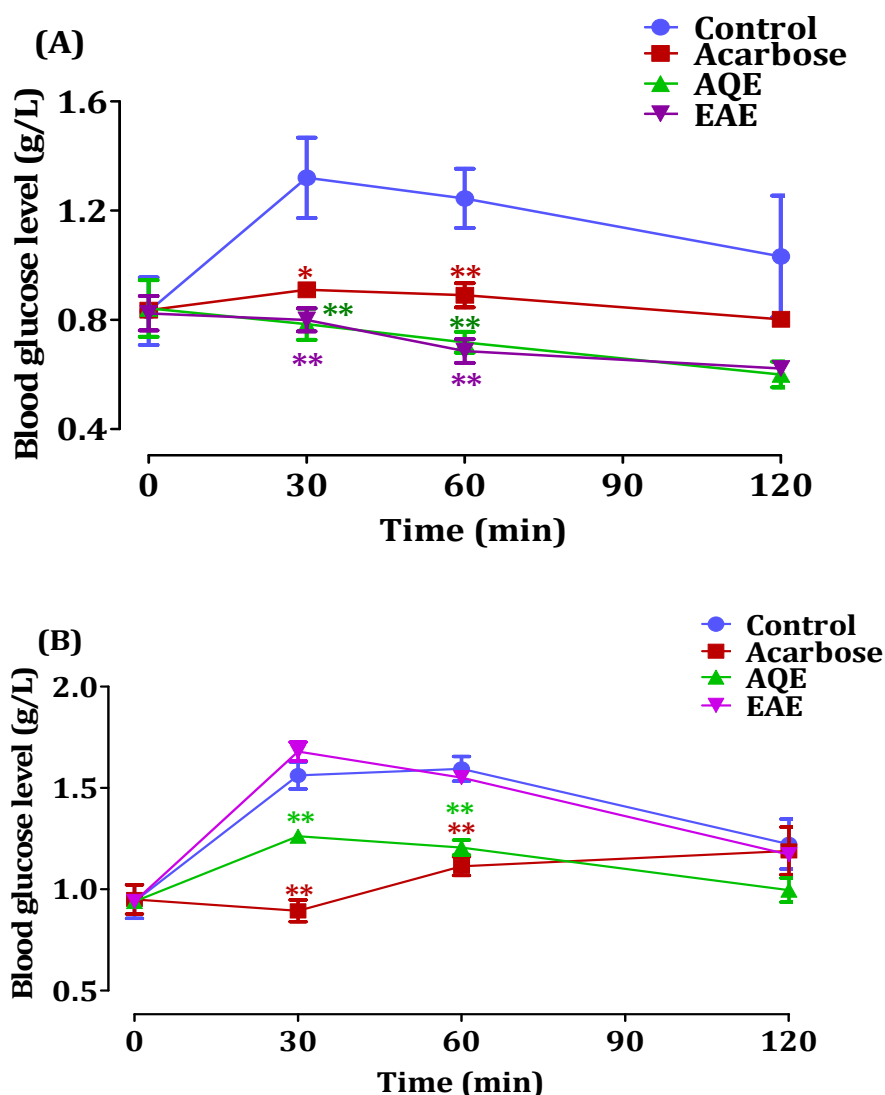 (A)
Control
Acarbose
AQE
EAE
Blood glucose level (g/L)
1.6
1.2
0.8
0.4
*
**
**
**
**
**
0
30
60
90
120
Time (min)
(B)
Control
Acarbose
AQE
EAE
Blood glucose level (g/L)
2.0
1.5
1.0
0.5
**
**
**
**
0
30
60
90
120
Time (min)